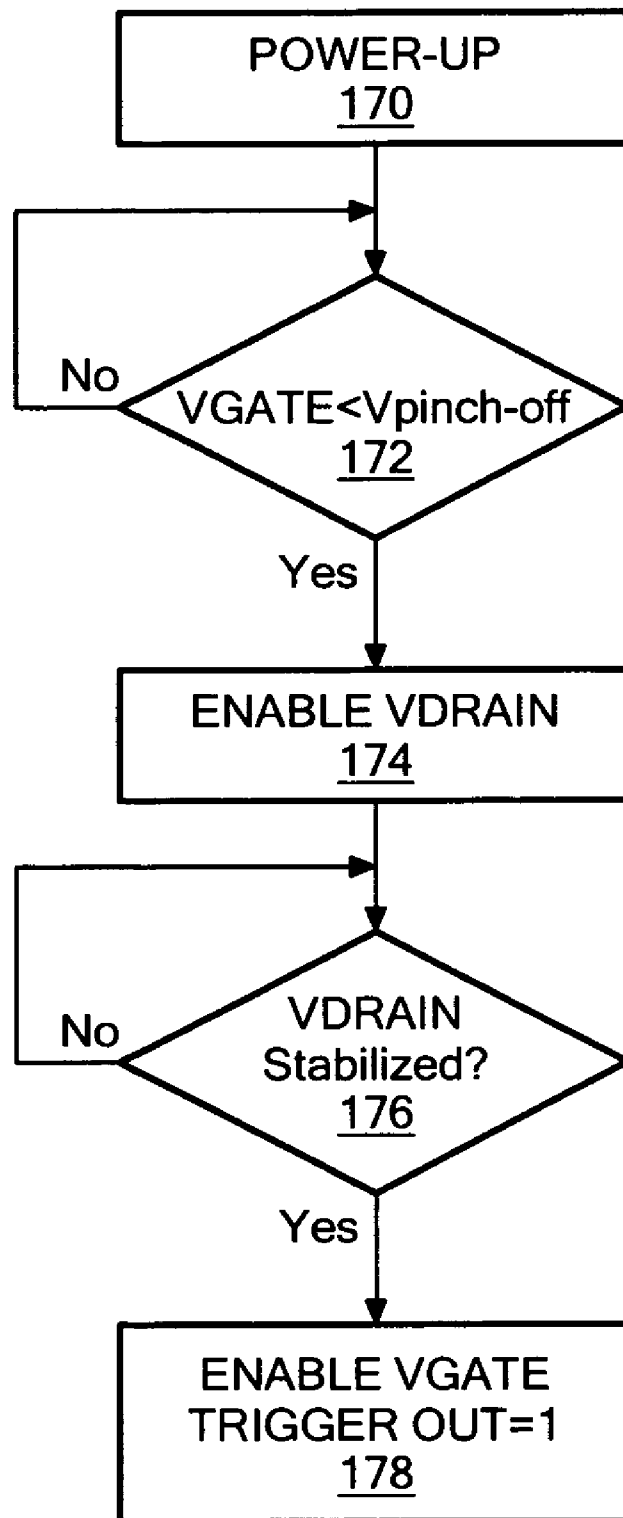 POWER-UP
170
No
VGATE<Vpinch-off
172
Yes
ENABLE VDRAIN
174
No
VDRAIN
Stabilized?
176
Yes
ENABLE VGATE
TRIGGER OUT=1
178